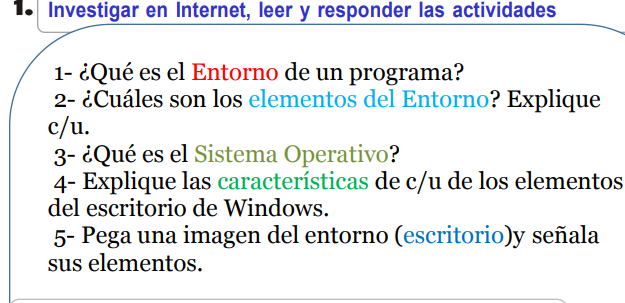 1. Investigar en Internet, leer y responder las actividades
1- ¿Qué es el Entorno de un programa?
2- ¿Cuáles son los elementos del Entorno? Explique
c/u.
3- ¿Qué es el Sistema Operativo?
4- Explique las características de c/u de los elementos
del escritorio de Windows.
5- Pega una imagen del entorno (escritorio)y señala
sus elementos.